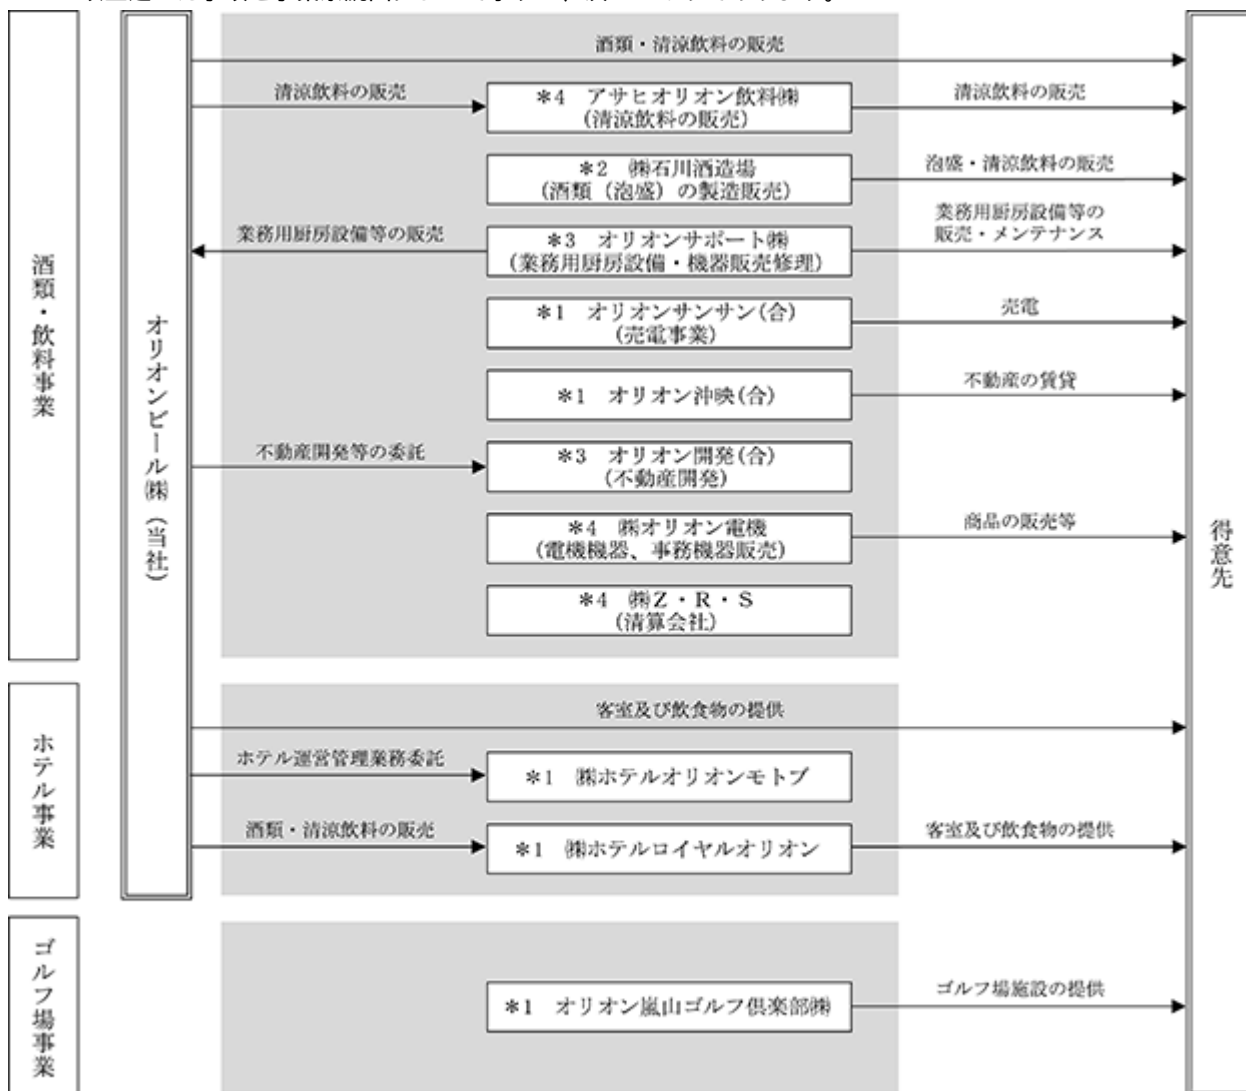 酒類・飲料事業
オリオンビール㈱（当社）
得意先
酒類・清涼飲料の販売
清涼飲料の販売
＊4　アサヒオリオン飲料㈱
（清涼飲料の販売）
清涼飲料の販売
＊2　㈱石川酒造場
（酒類（泡盛）の製造販売）
泡盛・清涼飲料の販売
業務用厨房設備等の販売
＊3　オリオンサポート㈱
（業務用厨房設備・機器販売修理）
業務用厨房設備等の
販売・メンテナンス
＊1　オリオンサンサン(合)
（売電事業）
売電
＊1　オリオン沖映(合)
不動産の賃貸
不動産開発等の委託
＊3　オリオン開発(合)
（不動産開発）
＊4　㈱オリオン電機
（電機機器、事務機器販売）
商品の販売等
＊4　㈱Ｚ・Ｒ・Ｓ
（清算会社）
ホテル事業
客室及び飲食物の提供
ホテル運営管理業務委託
＊1　㈱ホテルオリオンモトブ
酒類・清涼飲料の販売
＊1　㈱ホテルロイヤルオリオン
客室及び飲食物の提供
ゴルフ場事業
＊1　オリオン嵐山ゴルフ倶楽部㈱
ゴルフ場施設の提供